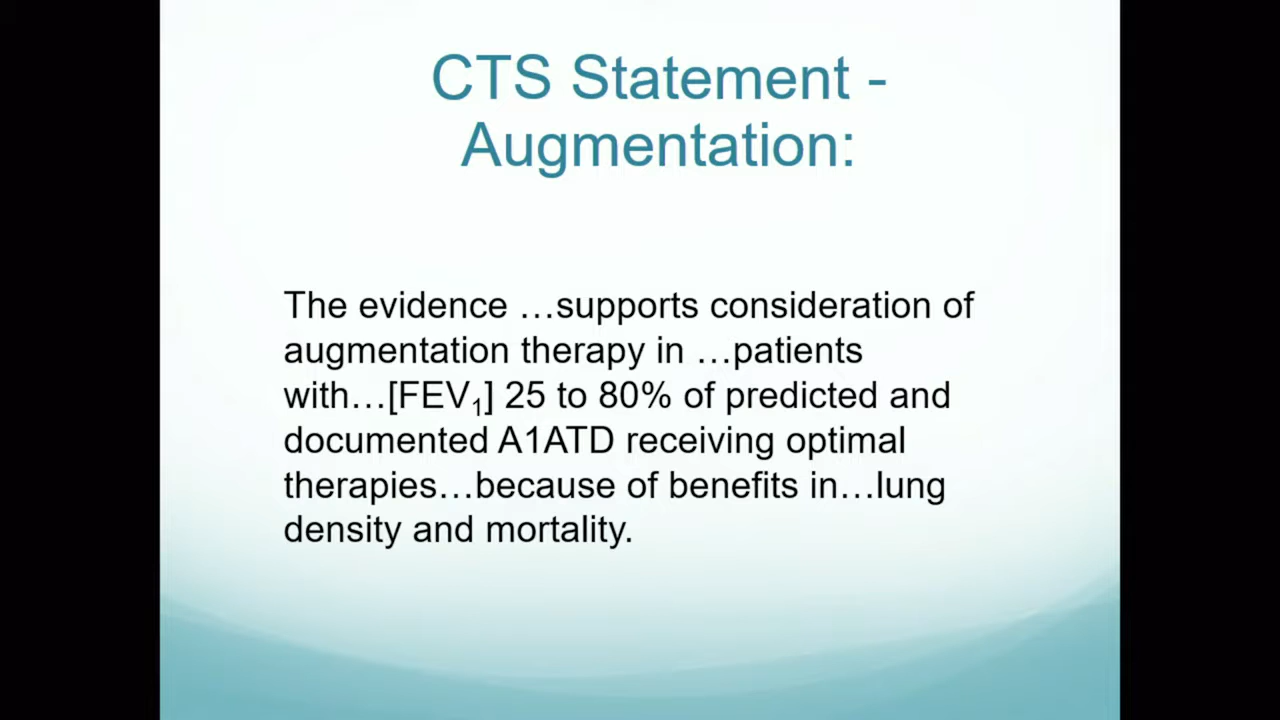 CTS Statement -
Augmentation:
The evidence …supports consideration of
augmentation therapy in …patients
with…[FEV₁] 25 to 80% of predicted and
documented A1ATD receiving optimal
therapies…because of benefits in…lung
density and mortality.